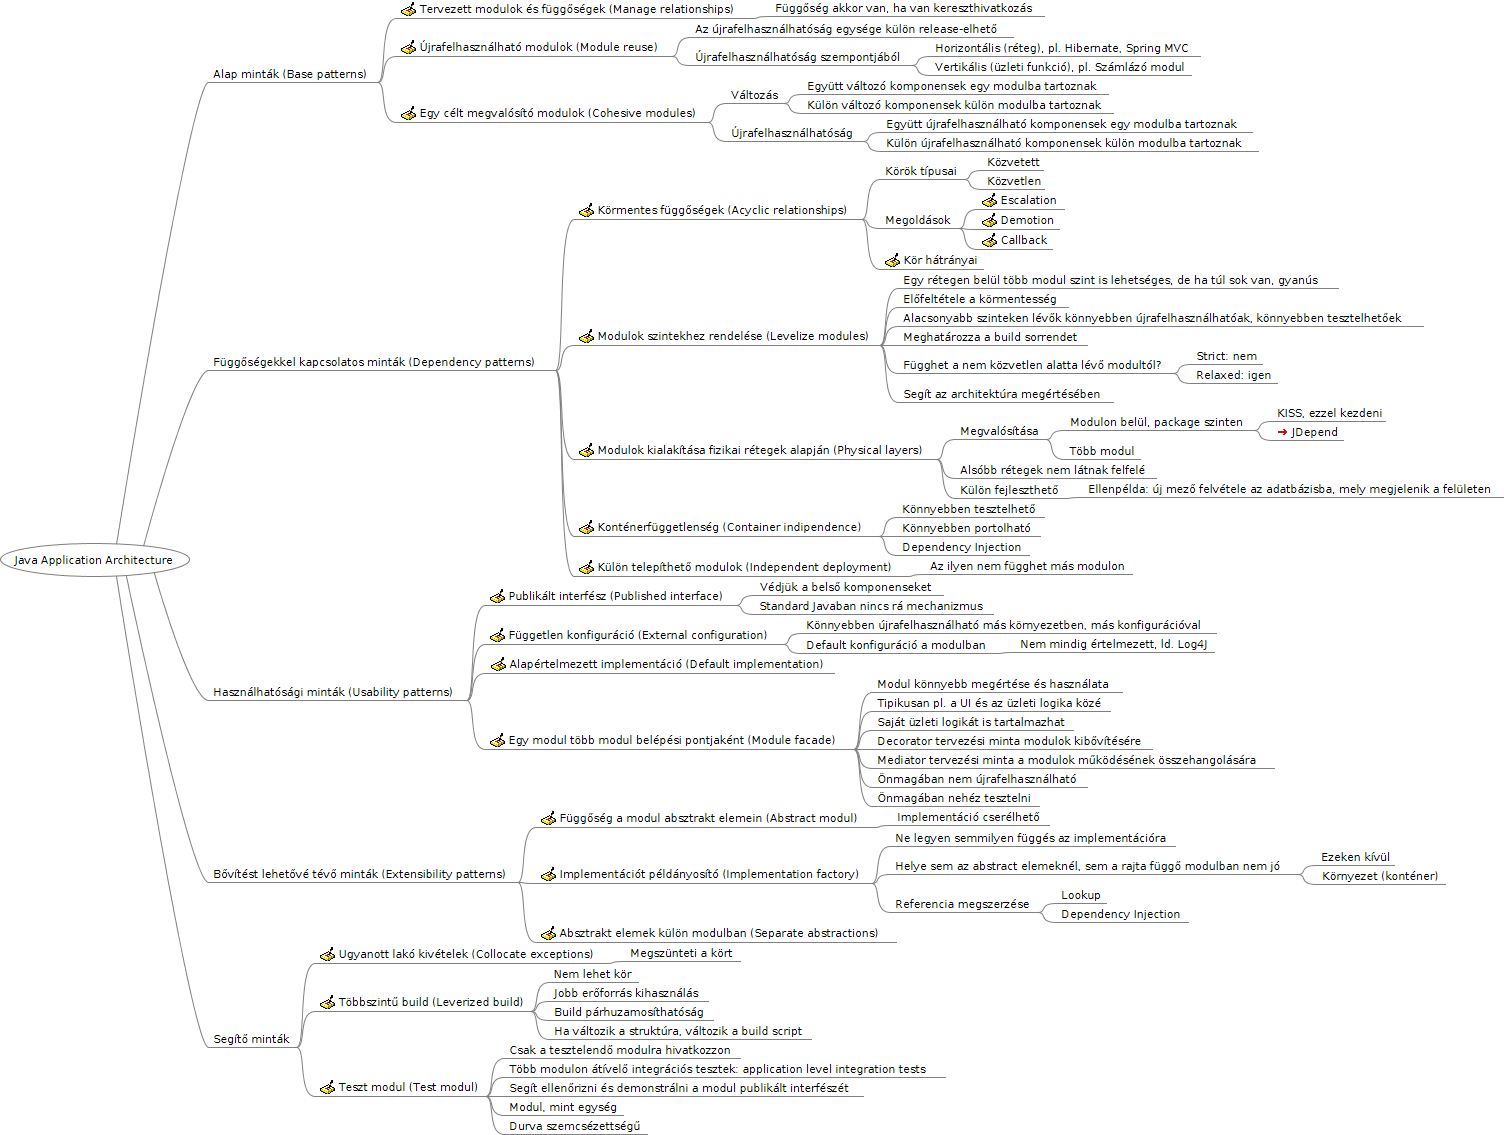 Java Application Architecture
Alap minták (Base patterns)
Tervezett modulok és függőségek (Manage relationships)
Függőség akkor van, ha van kereszthivatkozás
Újrafelhasználható modulok (Module reuse)
Az újrafelhasználhatóság egysége külön release-elhető
Újrafelhasználhatóság szempontjából
Horizontális (réteg), pl. Hibernate, Spring MVC
Vertikális (üzleti funkció), pl. Számlázó modul
Egy célt megvalósító modulok (Cohesive modules)
Változás
Együtt változó komponensek egy modulba tartoznak
Külön változó komponensek külön modulba tartoznak
Újrafelhasználhatóság
Együtt újrafelhasználható komponensek egy modulba tartoznak
Külön újrafelhasználható komponensek külön modulba tartoznak
Függőségekkel kapcsolatos minták (Dependency patterns)
Körmentes függőségek (Acyclic relationships)
Körök típusai
Közvetett
Közvetlen
Megoldások
Escalation
Demotion
Callback
Kör hátrányai
Modulok szintekhez rendelése (Levelize modules)
Egy rétegen belül több modul szint is lehetséges, de ha túl sok van, gyanús
Előfeltétele a körmentesség
Alacsonyabb szinteken lévők könnyebben újrafelhasználhatóak, könnyebben tesztelhetőek
Meghatározza a build sorrendet
Függhet a nem közvetlen alatta lévő modultól?
Strict: nem
Relaxed: igen
Segít az architektúra megértésében
Modulok kialakítása fizikai rétegek alapján (Physical layers)
Megvalósítása
Modulon belül, package szinten
KISS, ezzel kezdeni
JDepend
Több modul
Alsóbb rétegek nem látnak felfelé
Külön fejleszthető
Ellenpélda: új mező felvétele az adatbázisba, mely megjelenik a felületen
Konténerfüggetlenség (Container indipendence)
Könnyebben tesztelhető
Könnyebben portolható
Dependency Injection
Külön telepíthető modulok (Independent deployment)
Az ilyen nem függhet más modulon
Használhatósági minták (Usability patterns)
Publikált interfész (Published interface)
Védjük a belső komponenseket
Standard Javaban nincs rá mechanizmus
Független konfiguráció (External configuration)
Könnyebben újrafelhasználható más környezetben, más konfigurációval
Default konfiguráció a modulban
Nem mindig értelmezett, ld. Log4J
Alapértelmezett implementáció (Default implementation)
Egy modul több modul belépési pontjaként (Module facade)
Modul könnyebb megértése és használata
Tipikusan pl. a UI és az üzleti logika közé
Saját üzleti logikát is tartalmazhat
Decorator tervezési minta modulok kibővítésére
Mediator tervezési minta a modulok működésének összehangolására
Önmagában nem újrafelhasználható
Önmagában nehéz tesztelni
Bővítést lehetővé tévő minták (Extensibility patterns)
Függőség a modul absztrakt elemein (Abstract modul)
Implementáció cserélhető
Implementációt példányosító (Implementation factory)
Ne legyen semmilyen függés az implementációra
Helye sem az abstract elemeknél, sem a rajta függő modulban nem jó
Ezeken kívül
Környezet (konténer)
Referencia megszerzése
Lookup
Dependency Injection
Absztrakt elemek külön modulban (Separate abstractions)
Segítő minták
Ugyanott lakó kivételek (Collocate exceptions)
Megszünteti a kört
Többszintű build (Leverized build)
Nem lehet kör
Jobb erőforrás kihasználás
Build párhuzamosíthatóság
Ha változik a struktúra, változik a build script
Teszt modul (Test modul)
Csak a tesztelendő modulra hivatkozzon
Több modulon átívelő integrációs tesztek: application level integration tests
Segít ellenőrizni és demonstrálni a modul publikált interfészét
Modul, mint egység
Durva szemcsézettségű